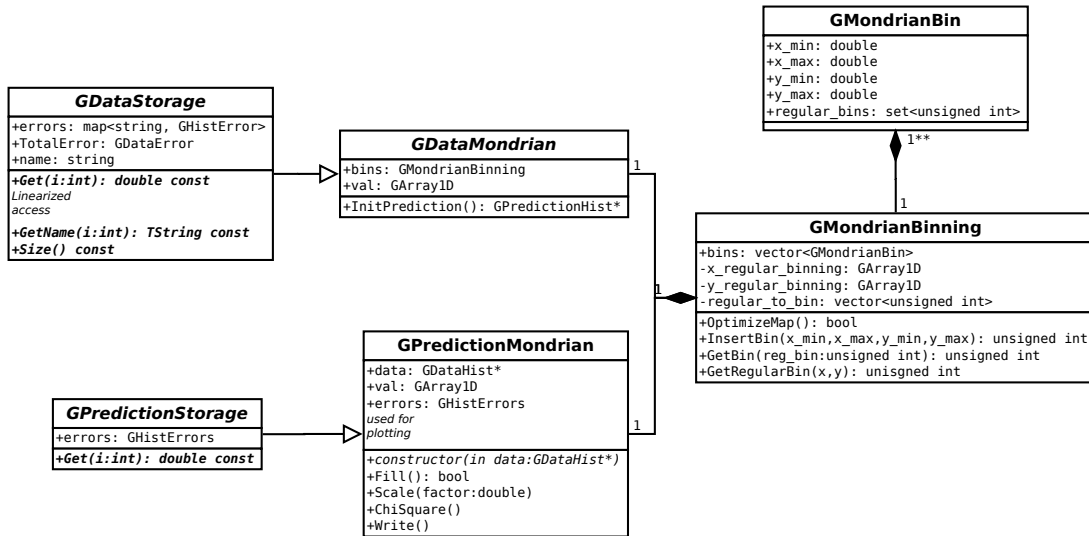 GMondrianBin
+x_min: double
+x_max: double
+y_min: double
+y_max: double
+regular_bins: set<unsigned int>
1**
1
GDataStorage
+errors: map<string, GHistError>
+TotalError: GDataError
+name: string
+Get(i:int): double const
Linearized
access
+GetName(i:int): TString const
+Size() const
GDataMondrian
+bins: GMondrianBinning
+val: GArray1D
+InitPrediction(): GPredictionHist*
1
GMondrianBinning
+bins: vector<GMondrianBin>
-x_regular_binning: GArray1D
-y_regular_binning: GArray1D
-regular_to_bin: vector<unsigned int>
+OptimizeMap(): bool
+InsertBin(x_min,x_max,y_min,y_max): unsigned int
+GetBin(reg_bin:unsigned int): unsigned int
+GetRegularBin(x,y): unisgned int
1
GPredictionMondrian
+data: GDataHist*
+val: GArray1D
+errors: GHistErrors
used for
plotting
+constructor(in data:GDataHist*)
+Fill(): bool
+Scale(factor:double)
+ChiSquare()
+Write()
1
GPredictionStorage
+errors: GHistErrors
+Get(i:int): double const